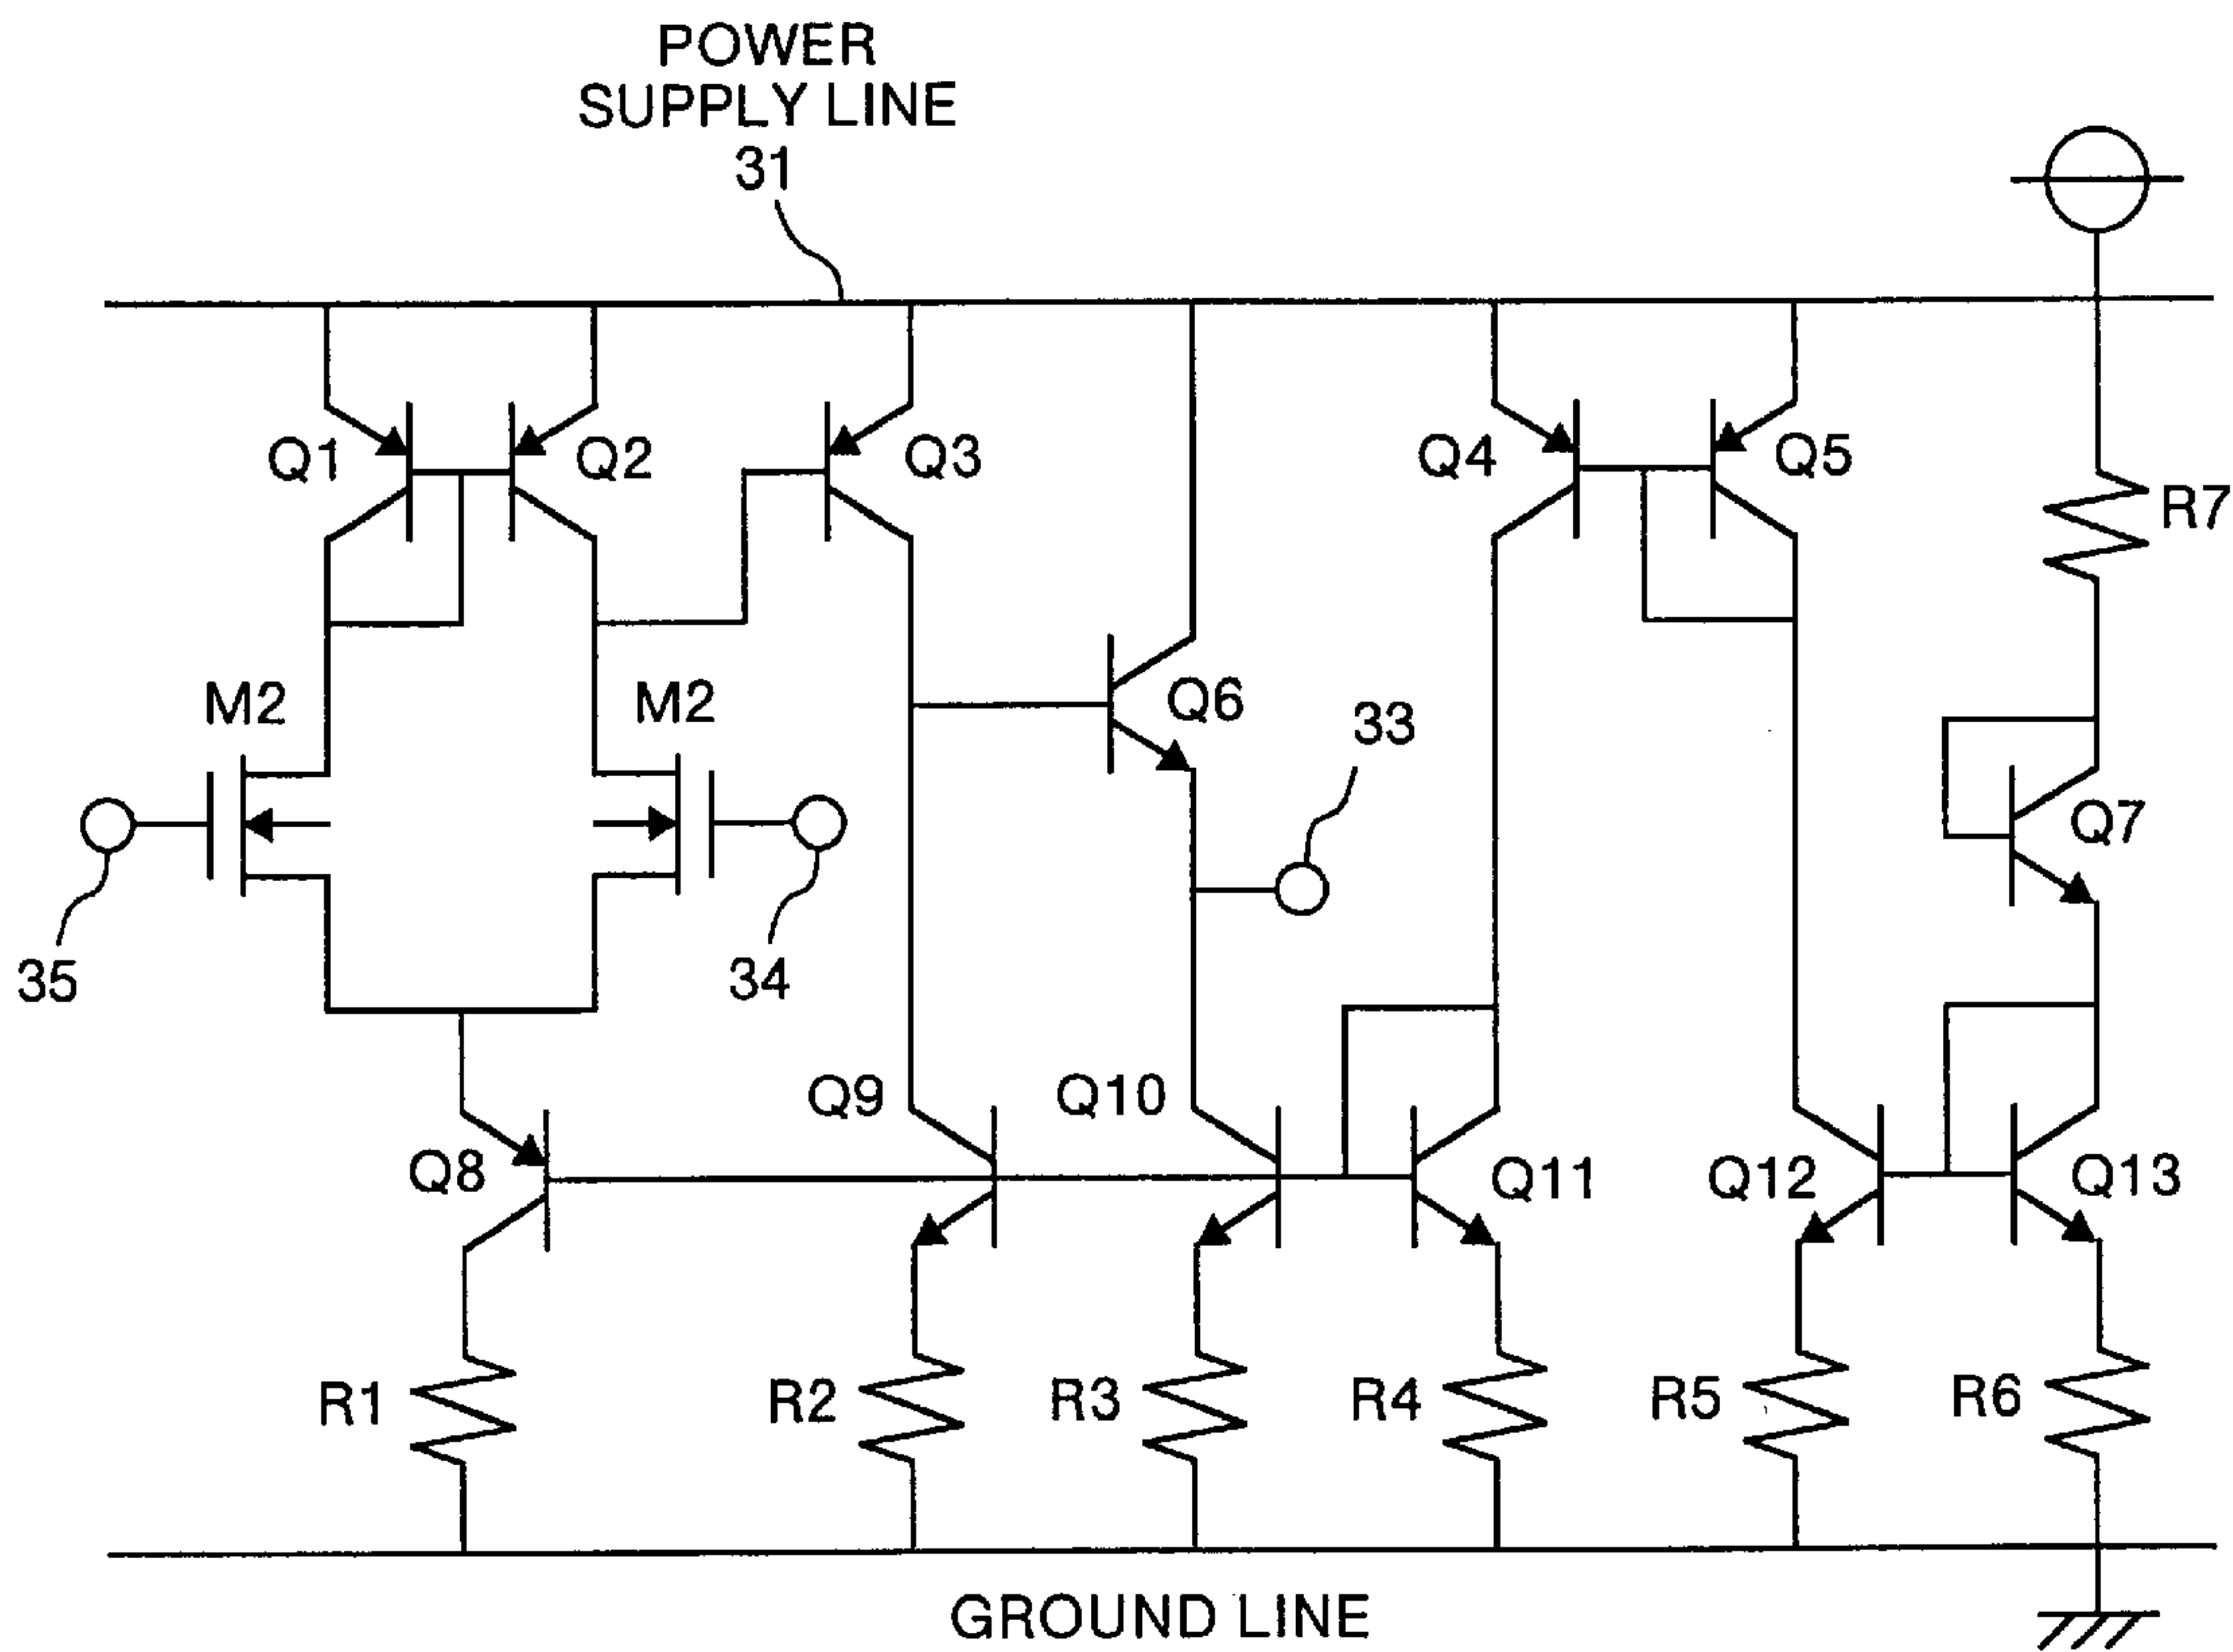 POWER
SUPPLY LINE
31
Q1
Q2
Q3
Q4
Q5
R7
M2
M2
Q6
33
Q7
35
34
Q8
Q9
Q10
Q11
Q12
Q13
R1
R2
R3
R4
R5
R6
GROUND LINE